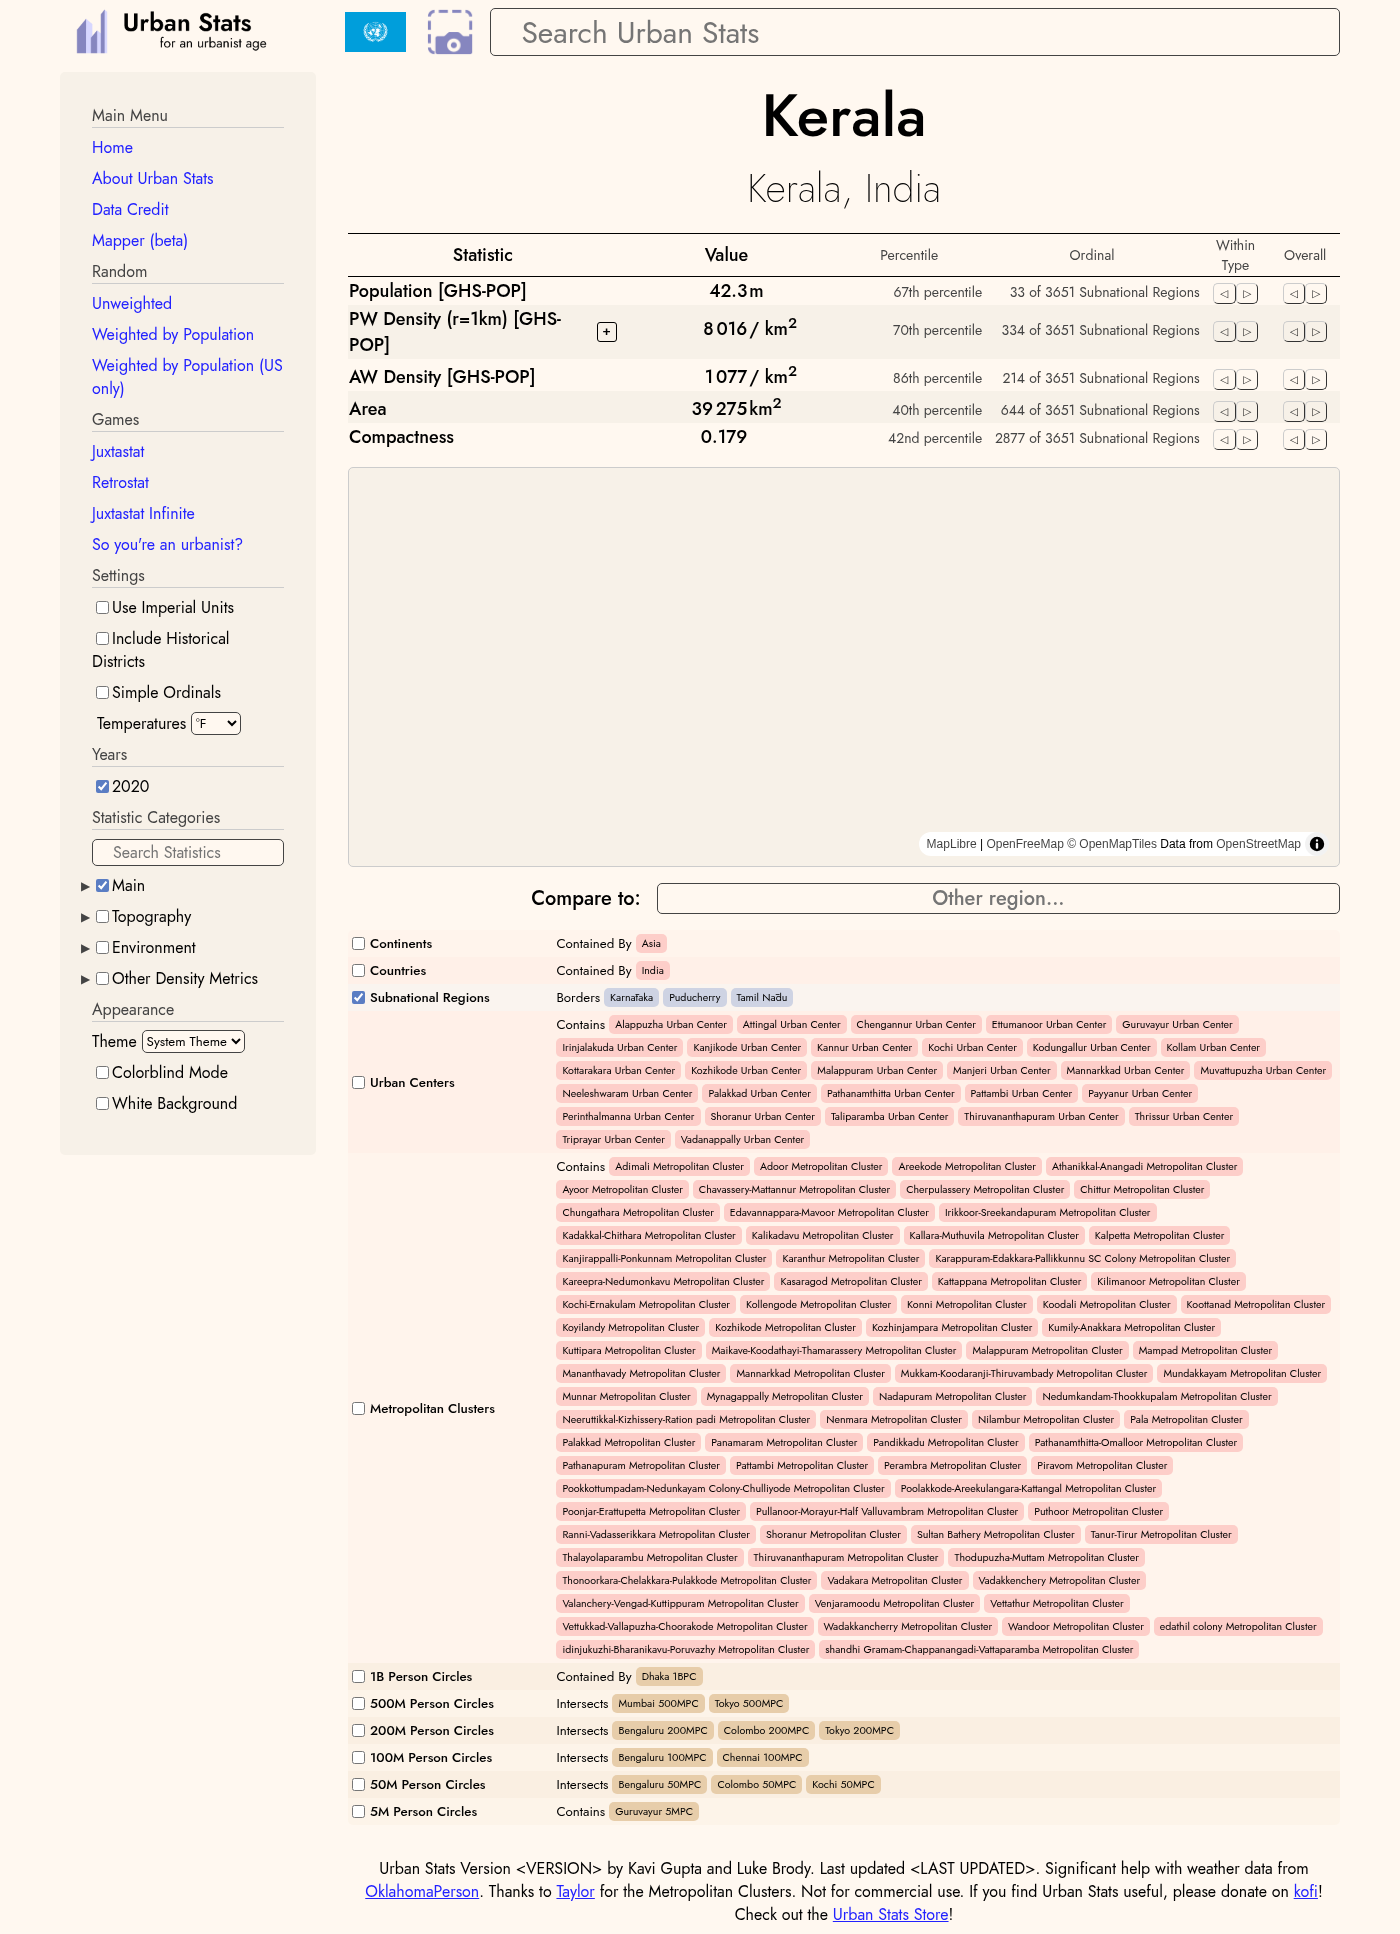 Urban Stats
for an urbanist age
Search Urban Stats
Main Menu
Home
About Urban Stats
Data Credit
Mapper (beta)
Random
Unweighted
Weighted by Population
Weighted by Population (US
only)
Games
Juxtastat
Retrostat
Juxtastat Infinite
So you're an urbanist?
Settings
Use Imperial Units
Include Historical
Districts
Simple Ordinals
Temperatures °F
Years
2020
Statistic Categories
Search Statistics
Main
Topography
Environment
Other Density Metrics
Appearance
Theme System Theme
Colorblind Mode
White Background
Kerala
Kerala, India
Statistic Value Percentile Ordinal Within Type Overall
Population [GHS-POP] 42.3 m 67th percentile 33 of 3651 Subnational Regions
PW Density (r=1km) [GHS-
POP] + 8 016 / km2 70th percentile 334 of 3651 Subnational Regions
AW Density [GHS-POP] 1 077 / km2 86th percentile 214 of 3651 Subnational Regions
Area 39 275 km2 40th percentile 644 of 3651 Subnational Regions
Compactness 0.179 42nd percentile 2877 of 3651 Subnational Regions
MapLibre | OpenFreeMap © OpenMapTiles Data from OpenStreetMap
Compare to: Other region...
Continents Contained By Asia
Countries Contained By India
Subnational Regions Borders Karnātaka Puducherry Tamil Nādu
Urban Centers
Contains Alappuzha Urban Center Attingal Urban Center Chengannur Urban Center Ettumanoor Urban Center Guruvayur Urban Center
Irinjalakuda Urban Center Kanjikode Urban Center Kannur Urban Center Kochi Urban Center Kodungallur Urban Center Kollam Urban Center
Kottarakara Urban Center Kozhikode Urban Center Malappuram Urban Center Manjeri Urban Center Mannarkkad Urban Center Muvattupuzha Urban Center
Neeleshwaram Urban Center Palakkad Urban Center Pathanamthitta Urban Center Pattambi Urban Center Payyanur Urban Center
Perinthalmanna Urban Center Shoranur Urban Center Taliparamba Urban Center Thiruvananthapuram Urban Center Thrissur Urban Center
Triprayar Urban Center Vadanappally Urban Center
Metropolitan Clusters
Contains Adimali Metropolitan Cluster Adoor Metropolitan Cluster Areekode Metropolitan Cluster Athanikkal-Anangadi Metropolitan Cluster
Ayoor Metropolitan Cluster Chavassery-Mattannur Metropolitan Cluster Cherpulassery Metropolitan Cluster Chittur Metropolitan Cluster
Chungathara Metropolitan Cluster Edavannappara-Mavoor Metropolitan Cluster Irikkoor-Sreekandapuram Metropolitan Cluster
Kadakkal-Chithara Metropolitan Cluster Kalikadavu Metropolitan Cluster Kallara-Muthuvila Metropolitan Cluster Kalpetta Metropolitan Cluster
Kanjirappalli-Ponkunnam Metropolitan Cluster Karanthur Metropolitan Cluster Karappuram-Edakkara-Pallikkunnu SC Colony Metropolitan Cluster
Kareepra-Nedumonkavu Metropolitan Cluster Kasaragod Metropolitan Cluster Kattappana Metropolitan Cluster Kilimanoor Metropolitan Cluster
Kochi-Ernakulam Metropolitan Cluster Kollengode Metropolitan Cluster Konni Metropolitan Cluster Koodali Metropolitan Cluster Koottanad Metropolitan Cluster
Koyilandy Metropolitan Cluster Kozhikode Metropolitan Cluster Kozhinjampara Metropolitan Cluster Kumily-Anakkara Metropolitan Cluster
Kuttipara Metropolitan Cluster Maikave-Koodathayi-Thamarassery Metropolitan Cluster Malappuram Metropolitan Cluster Mampad Metropolitan Cluster
Mananthavady Metropolitan Cluster Mannarkkad Metropolitan Cluster Mukkam-Koodaranji-Thiruvambady Metropolitan Cluster Mundakkayam Metropolitan Cluster
Munnar Metropolitan Cluster Mynagappally Metropolitan Cluster Nadapuram Metropolitan Cluster Nedumkandam-Thookkupalam Metropolitan Cluster
Neeruttikkal-Kizhissery-Ration padi Metropolitan Cluster Nenmara Metropolitan Cluster Nilambur Metropolitan Cluster Pala Metropolitan Cluster
Palakkad Metropolitan Cluster Panamaram Metropolitan Cluster Pandikkadu Metropolitan Cluster Pathanamthitta-Omalloor Metropolitan Cluster
Pathanapuram Metropolitan Cluster Pattambi Metropolitan Cluster Perambra Metropolitan Cluster Piravom Metropolitan Cluster
Pookkottumpadam-Nedunkayam Colony-Chulliyode Metropolitan Cluster Poolakkode-Areekulangara-Kattangal Metropolitan Cluster
Poonjar-Erattupetta Metropolitan Cluster Pullanoor-Morayur-Half Valluvambram Metropolitan Cluster Puthoor Metropolitan Cluster
Ranni-Vadasserikkara Metropolitan Cluster Shoranur Metropolitan Cluster Sultan Bathery Metropolitan Cluster Tanur-Tirur Metropolitan Cluster
Thalayolaparambu Metropolitan Cluster Thiruvananthapuram Metropolitan Cluster Thodupuzha-Muttam Metropolitan Cluster
Thonoorkara-Chelakkara-Pulakkode Metropolitan Cluster Vadakara Metropolitan Cluster Vadakkenchery Metropolitan Cluster
Valanchery-Vengad-Kuttippuram Metropolitan Cluster Venjaramoodu Metropolitan Cluster Vettathur Metropolitan Cluster
Vettukkad-Vallapuzha-Choorakode Metropolitan Cluster Wadakkancherry Metropolitan Cluster Wandoor Metropolitan Cluster edathil colony Metropolitan Cluster
idinjukuzhi-Bharanikavu-Poruvazhy Metropolitan Cluster shandhi Gramam-Chappanangadi-Vattaparamba Metropolitan Cluster
1B Person Circles Contained By Dhaka 1BPC
500M Person Circles Intersects Mumbai 500MPC Tokyo 500MPC
200M Person Circles Intersects Bengaluru 200MPC Colombo 200MPC Tokyo 200MPC
100M Person Circles Intersects Bengaluru 100MPC Chennai 100MPC
50M Person Circles Intersects Bengaluru 50MPC Colombo 50MPC Kochi 50MPC
5M Person Circles Contains Guruvayur 5MPC
Urban Stats Version <VERSION> by Kavi Gupta and Luke Brody. Last updated <LAST UPDATED>. Significant help with weather data from
OklahomaPerson. Thanks to Taylor for the Metropolitan Clusters. Not for commercial use. If you find Urban Stats useful, please donate on kofi!
Check out the Urban Stats Store!